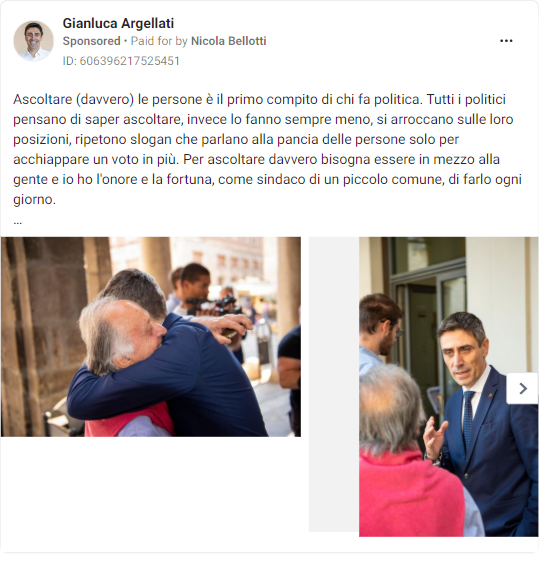 Gianluca Argellati
Sponsored • Paid for by Nicola Bellotti
ID: 606396217525451
Ascoltare (davvero) le persone è il primo compito di chi fa politica. Tutti i politici
pensano di saper ascoltare, invece lo fanno sempre meno, si arroccano sulle loro
posizioni, ripetono slogan che parlano alla pancia delle persone solo per
acchiappare un voto in più. Per ascoltare davvero bisogna essere in mezzo alla
gente e io ho l'onore e la fortuna, come sindaco di un piccolo comune, di farlo ogni
giorno.
...